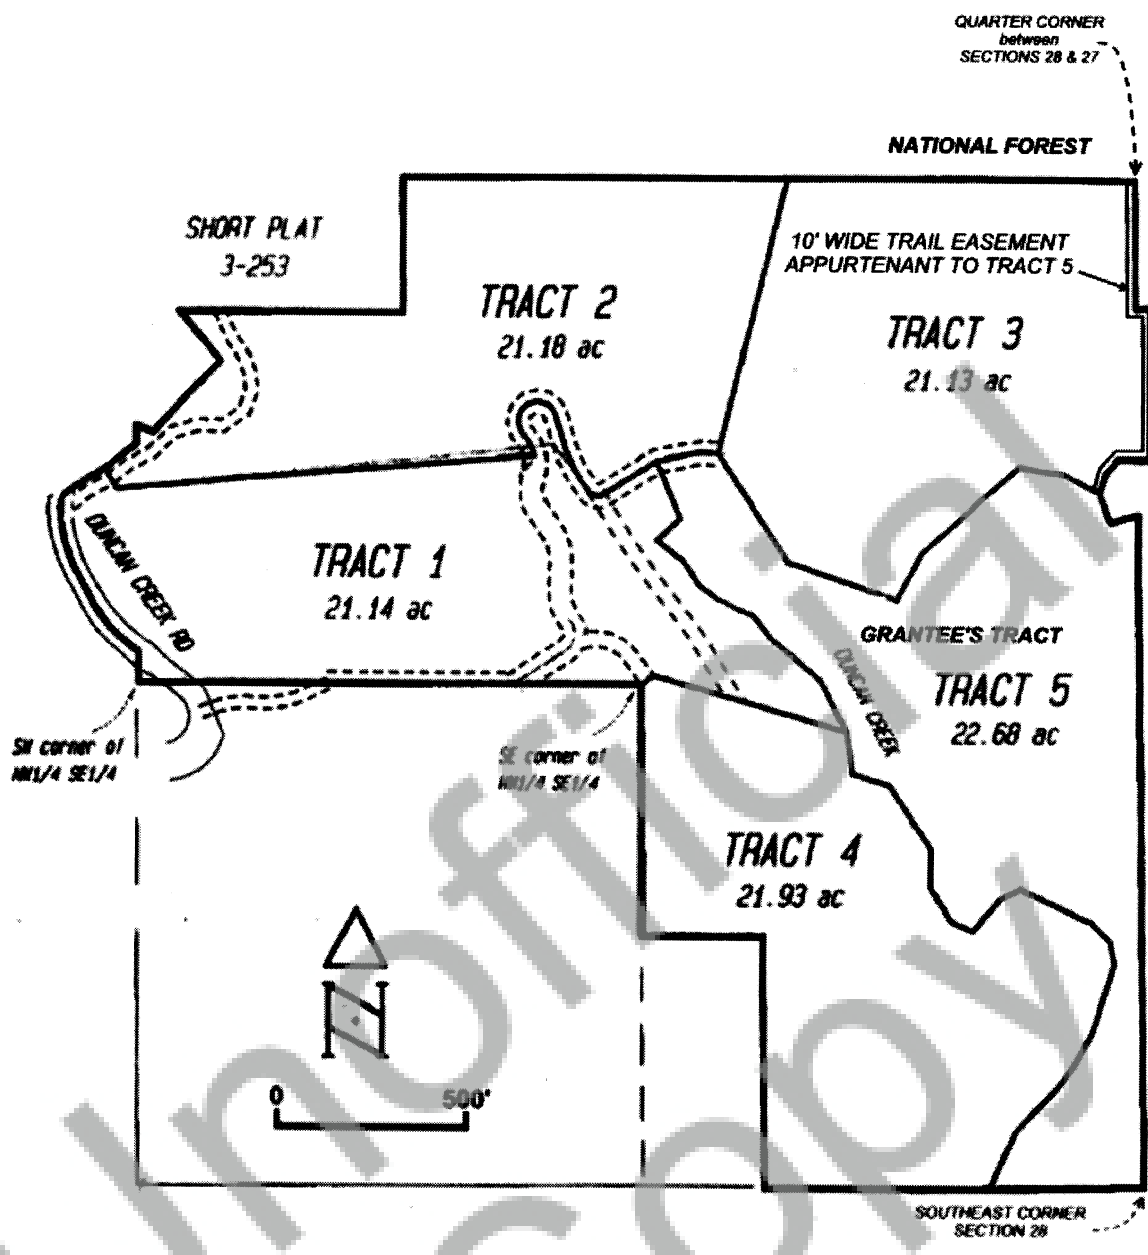 QUARTER CORNER
between
SECTIONS 28 & 27
NATIONAL FOREST
SHORT PLAT
3-253
10' WIDE TRAIL EASEMENT
APPURTENANT TO TRACT 5
TRACT 2
21.18 ac
TRACT 3
21.13 ac
DUNCAN CREEK RD
TRACT 1
21.14 ac
GRANTEE'S TRACT
TRACT 5
22.68 ac
DUNCAN CREEK
SW corner of
NW1/4 SE1/4
SE corner of
NW1/4 SE1/4
TRACT 4
21.93 ac
N
0 500'
SOUTHEAST CORNER
SECTION 28
Unofficial
Copy